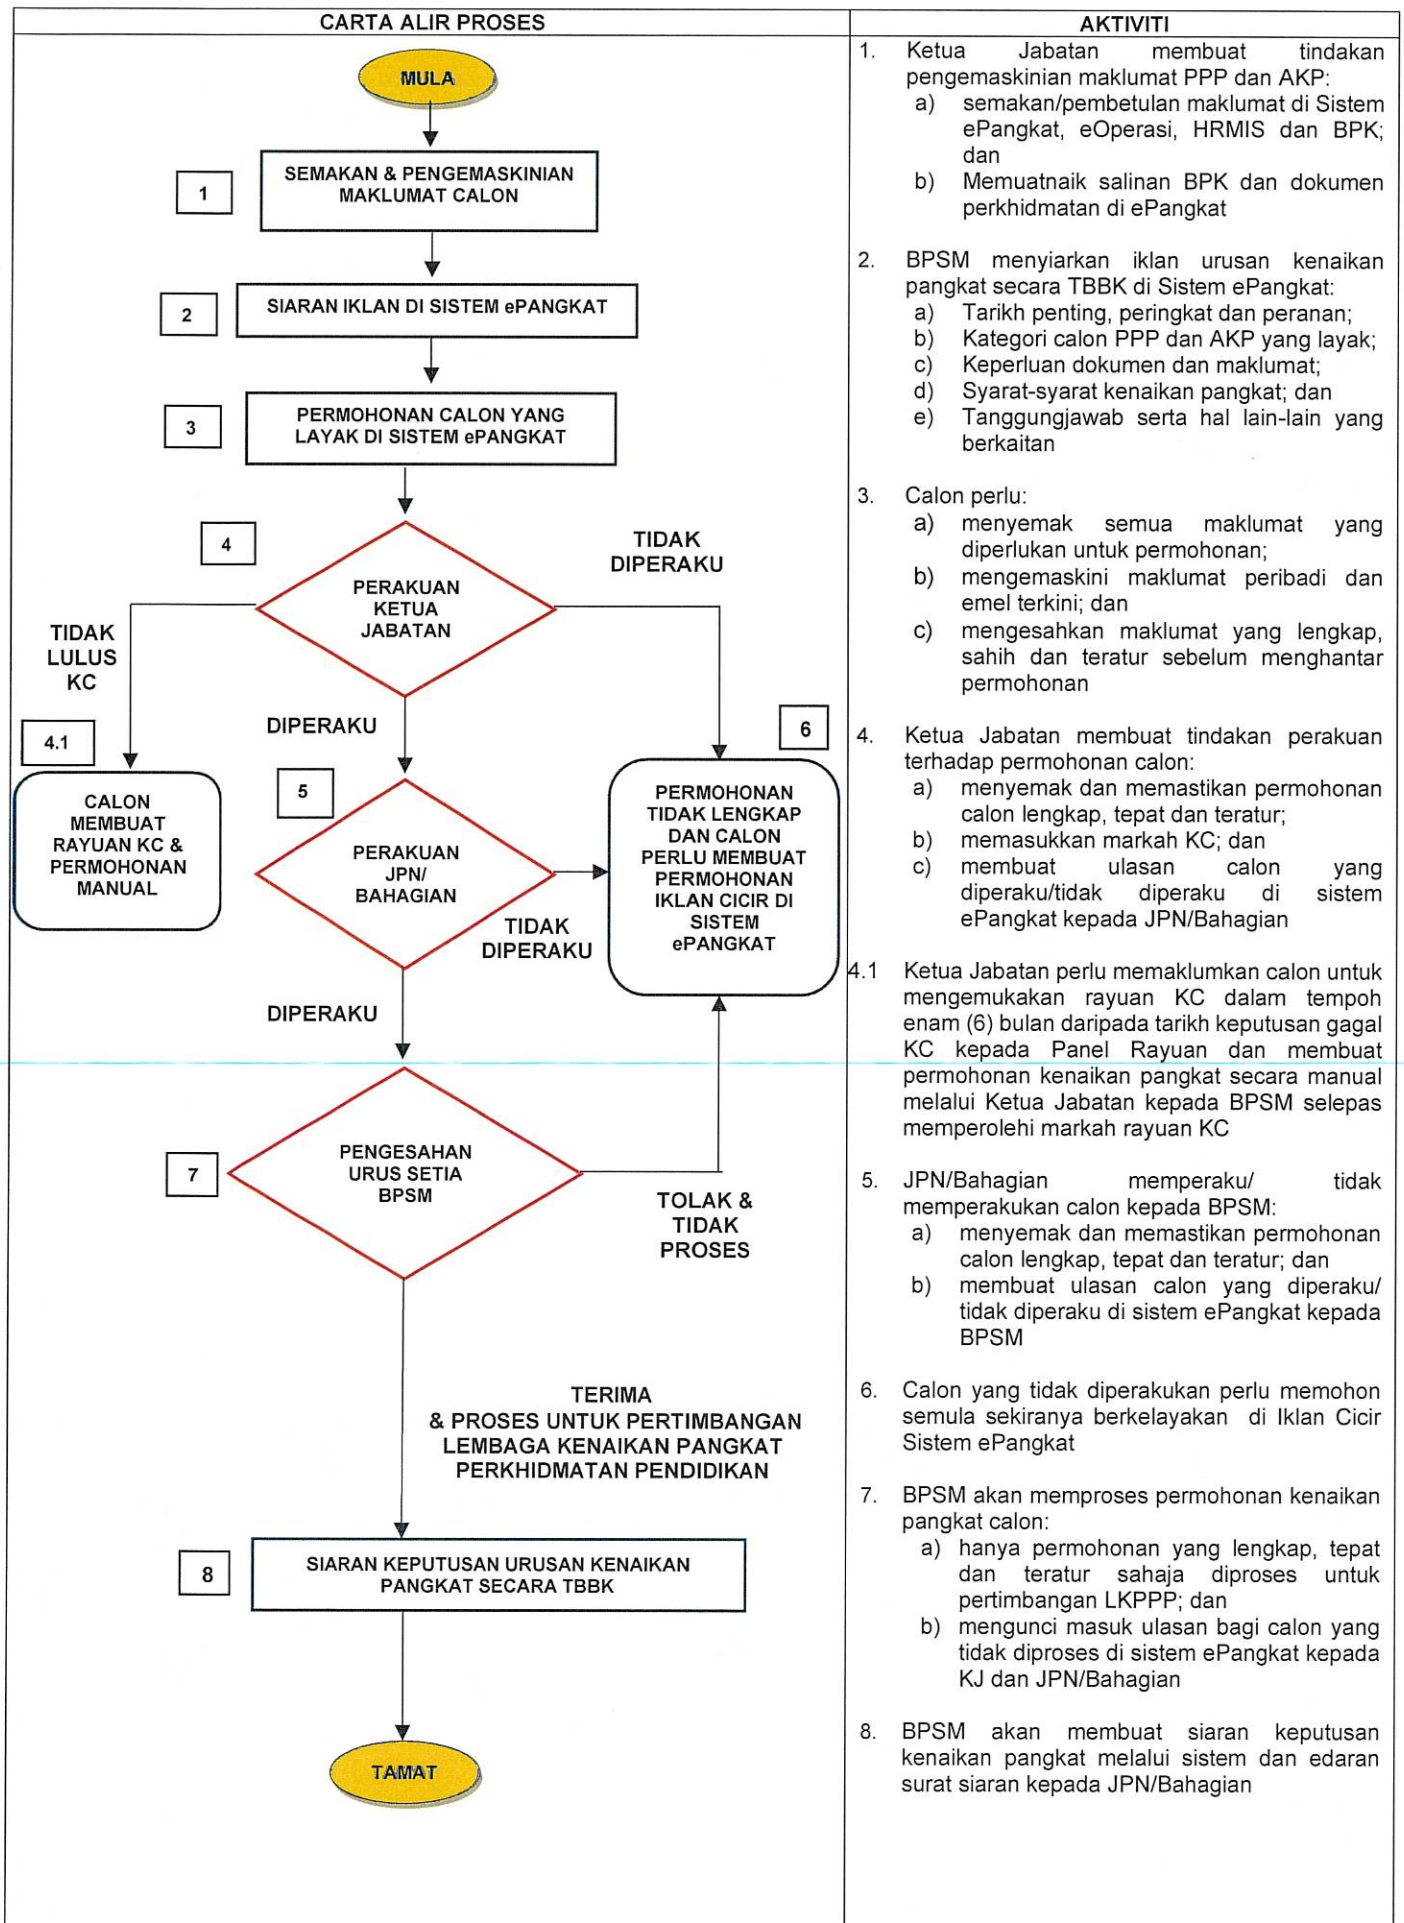 CARTA ALIR PROSES
MULA
1
SEMAKAN & PENGEMASKINIAN
MAKLUMAT CALON
2
SIARAN IKLAN DI SISTEM ePANGKAT
3
PERMOHONAN CALON YANG
LAYAK DI SISTEM ePANGKAT
4
PERAKUAN
KETUA
JABATAN
TIDAK
DIPERAKU
TIDAK
LULUS
KC
DIPERAKU
4.1
CALON
MEMBUAT
RAYUAN KC &
PERMOHONAN
MANUAL
5
PERAKUAN
JPN/
BAHAGIAN
TIDAK
DIPERAKU
6
PERMOHONAN
TIDAK LENGKAP
DAN CALON
PERLU MEMBUAT
PERMOHONAN
IKLAN CICIR DI
SISTEM
ePANGKAT
DIPERAKU
7
PENGESAHAN
URUS SETIA
BPSM
TOLAK &
TIDAK
PROSES
TERIMA
& PROSES UNTUK PERTIMBANGAN
LEMBAGA KENAIKAN PANGKAT
PERKHIDMATAN PENDIDIKAN
8
SIARAN KEPUTUSAN URUSAN KENAIKAN
PANGKAT SECARA TBBK
TAMAT
AKTIVITI
1. Ketua Jabatan membuat tindakan
pengemaskinian maklumat PPP dan AKP:
a) semakan/pembetulan maklumat di Sistem
ePangkat, eOperasi, HRMIS dan BPK;
dan
b) Memuatnaik salinan BPK dan dokumen
perkhidmatan di ePangkat
2. BPSM menyiarkan iklan urusan kenaikan
pangkat secara TBBK di Sistem ePangkat:
a) Tarikh penting, peringkat dan peranan;
b) Kategori calon PPP dan AKP yang layak;
c) Keperluan dokumen dan maklumat;
d) Syarat-syarat kenaikan pangkat; dan
e) Tanggungjawab serta hal lain-lain yang
berkaitan
3. Calon perlu:
a) menyemak semua maklumat yang
diperlukan untuk permohonan;
b) mengemaskini maklumat peribadi dan
emel terkini; dan
c) mengesahkan maklumat yang lengkap,
sahih dan teratur sebelum menghantar
permohonan
4. Ketua Jabatan membuat tindakan perakuan
terhadap permohonan calon:
a) menyemak dan memastikan permohonan
calon lengkap, tepat dan teratur;
b) memasukkan markah KC; dan
c) membuat ulasan calon yang
diperaku/tidak diperaku di sistem
ePangkat kepada JPN/Bahagian
4.1 Ketua Jabatan perlu memaklumkan calon untuk
mengemukakan rayuan KC dalam tempoh
enam (6) bulan daripada tarikh keputusan gagal
KC kepada Panel Rayuan dan membuat
permohonan kenaikan pangkat secara manual
melalui Ketua Jabatan kepada BPSM selepas
memperolehi markah rayuan KC
5. JPN/Bahagian memperaku/ tidak
memperakukan calon kepada BPSM:
a) menyemak dan memastikan permohonan
calon lengkap, tepat dan teratur; dan
b) membuat ulasan calon yang diperaku/
tidak diperaku di sistem ePangkat kepada
BPSM
6. Calon yang tidak diperakukan perlu memohon
semula sekiranya berkelayakan di Iklan Cicir
Sistem ePangkat
7. BPSM akan memproses permohonan kenaikan
pangkat calon:
a) hanya permohonan yang lengkap, tepat
dan teratur sahaja diproses untuk
pertimbangan LKPPP; dan
b) mengunci masuk ulasan bagi calon yang
tidak diproses di sistem ePangkat kepada
KJ dan JPN/Bahagian
8. BPSM akan membuat siaran keputusan
kenaikan pangkat melalui sistem dan edaran
surat siaran kepada JPN/Bahagian